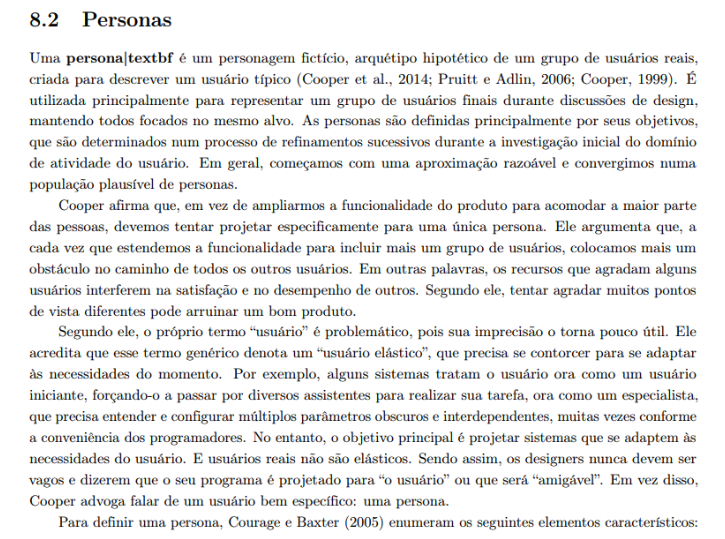 8.2 Personas
Uma persona|textbf é um personagem fictício, arquétipo hipotético de um grupo de usuários reais,
criada para descrever um usuário típico (Cooper et al., 2014; Pruitt e Adlin, 2006; Cooper, 1999). É
utilizada principalmente para representar um grupo de usuários finais durante discussões de design,
mantendo todos focados no mesmo alvo. As personas são definidas principalmente por seus objetivos,
que são determinados num processo de refinamentos sucessivos durante a investigação inicial do domínio
de atividade do usuário. Em geral, começamos com uma aproximação razoável e convergimos numa
população plausível de personas.
Cooper afirma que, em vez de ampliarmos a funcionalidade do produto para acomodar a maior parte
das pessoas, devemos tentar projetar especificamente para uma única persona. Ele argumenta que, a
cada vez que estendemos a funcionalidade para incluir mais um grupo de usuários, colocamos mais um
obstáculo no caminho de todos os outros usuários. Em outras palavras, os recursos que agradam alguns
usuários interferem na satisfação e no desempenho de outros. Segundo ele, tentar agradar muitos pontos
de vista diferentes pode arruinar um bom produto.
Segundo ele, o próprio termo “usuário” é problemático, pois sua imprecisão o torna pouco útil. Ele
acredita que esse termo genérico denota um “usuário elástico”, que precisa se contorcer para se adaptar
às necessidades do momento. Por exemplo, alguns sistemas tratam o usuário ora como um usuário
iniciante, forçando-o a passar por diversos assistentes para realizar sua tarefa, ora como um especialista,
que precisa entender e configurar múltiplos parâmetros obscuros e interdependentes, muitas vezes conforme
a conveniência dos programadores. No entanto, o objetivo principal é projetar sistemas que se adaptem às
necessidades do usuário. E usuários reais não são elásticos. Sendo assim, os designers nunca devem ser
vagos e dizerem que o seu programa é projetado para “o usuário” ou que será “amigável”. Em vez disso,
Cooper advoga falar de um usuário bem específico: uma persona.
Para definir uma persona, Courage e Baxter (2005) enumeram os seguintes elementos característicos: